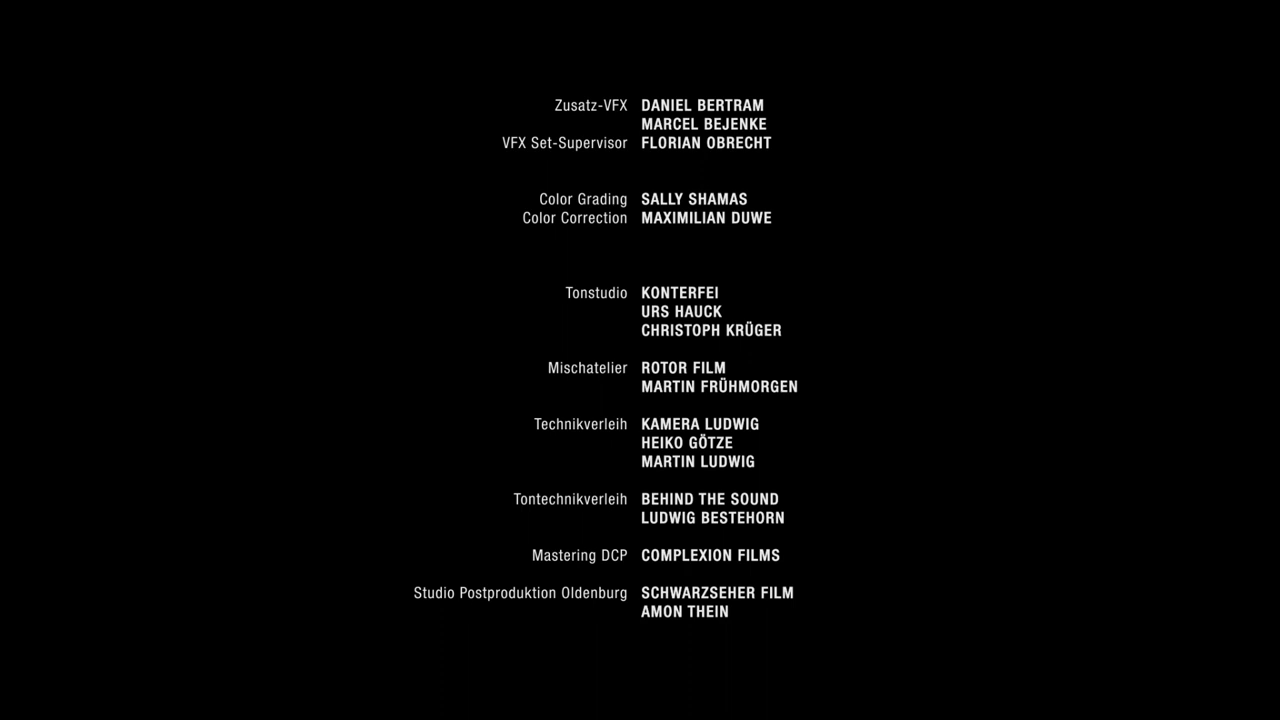 Zusatz-VFX DANIEL BERTRAM
MARCEL BEJENKE
VFX Set-Supervisor FLORIAN OBRECHT
Color Grading SALLY SHAMAS
Color Correction MAXIMILIAN DUWE
Tonstudio KONTERFEI
URS HAUCK
CHRISTOPH KRÜGER
Mischatelier ROTOR FILM
MARTIN FRÜHMORGEN
Technikverleih KAMERA LUDWIG
HEIKO GÖTZE
MARTIN LUDWIG
Tontechnikverleih BEHIND THE SOUND
LUDWIG BESTEHORN
Mastering DCP COMPLEXION FILMS
Studio Postproduktion Oldenburg SCHWARZSEHER FILM
AMON THEIN